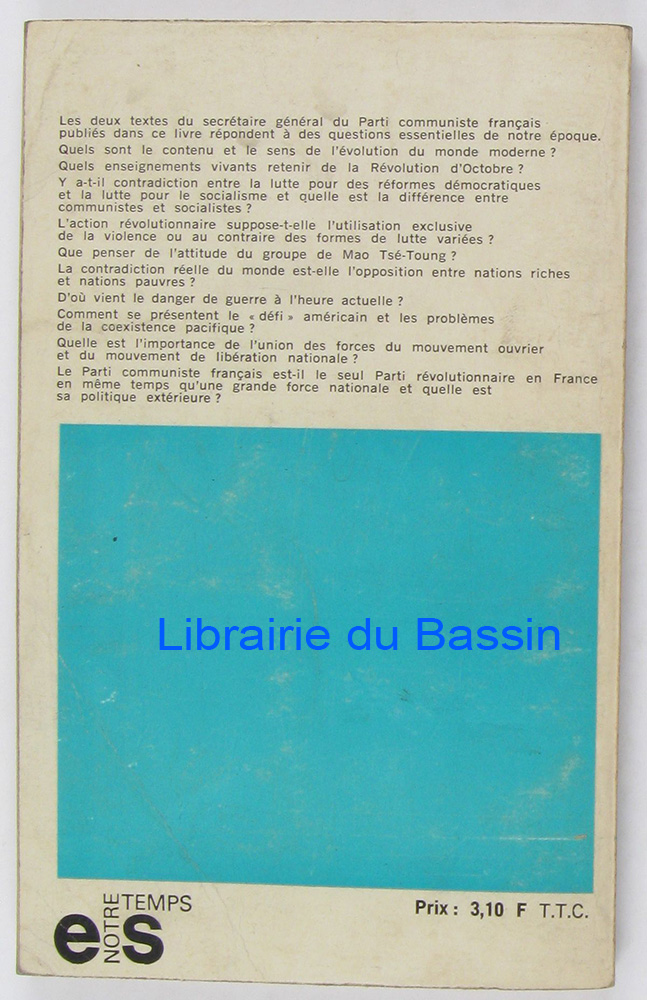 Les deux textes du secrétaire général du Parti communiste français
publiés dans ce livre répondent à des questions essentielles de notre époque.
Quels sont le contenu et le sens de l'évolution du monde moderne ?
Quels enseignements vivants retenir de la Révolution d'Octobre ?
Y a-t-il contradiction entre la lutte pour des réformes démocratiques
et la lutte pour le socialisme et quelle est la différence entre
communistes et socialistes ?
L'action révolutionnaire suppose-t-elle l'utilisation exclusive
de la violence ou au contraire des formes de lutte variées ?
Que penser de l'attitude du groupe de Mao Tsé-Toung ?
La contradiction réelle du monde est-elle l'opposition entre nations riches
et nations pauvres ?
D'où vient le danger de guerre à l'heure actuelle ?
Comment se présentent le « défi » américain et les problèmes
de la coexistence pacifique ?
Quelle est l'importance de l'union des forces du mouvement ouvrier
et du mouvement de libération nationale ?
Le Parti communiste français est-il le seul Parti révolutionnaire en France
en même temps qu'une grande force nationale et quelle est
sa politique extérieure ?
Librairie du Bassin
NOTRE TEMPS
es
Prix : 3,10 F T.T.C.